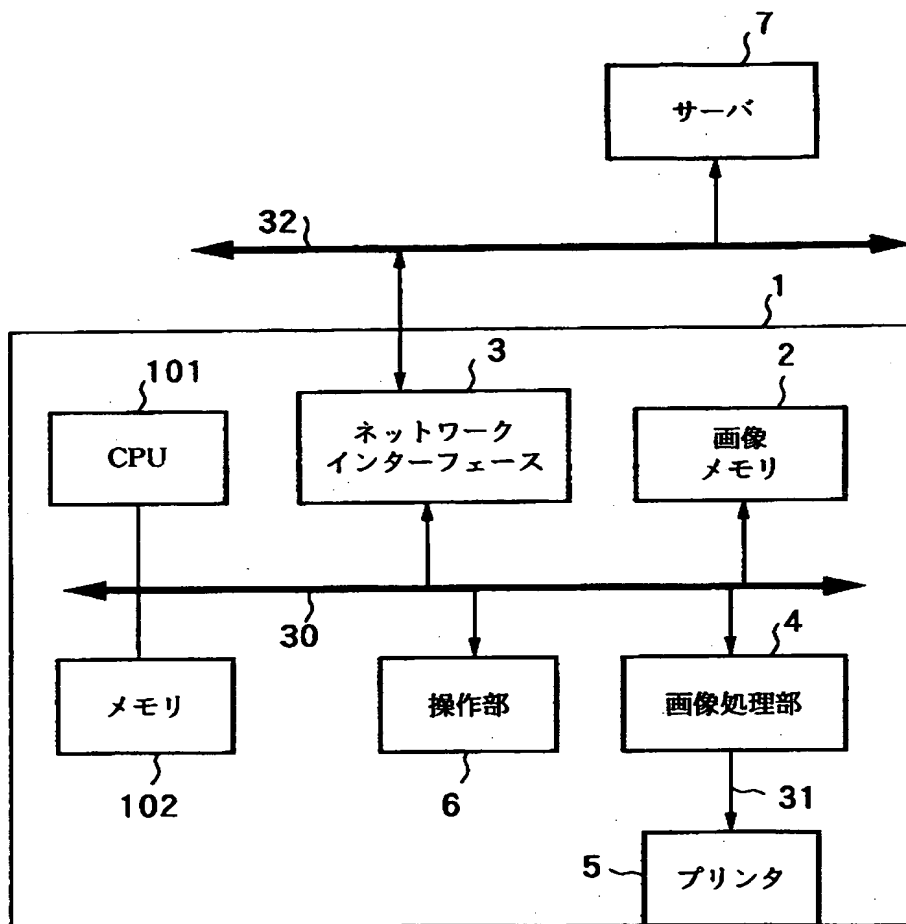 7
サーバ
32
1
3
2
101
CPU
ネットワーク
インターフェース
画像
メモリ
30
4
メモリ
操作部
画像処理部
102
6
31
5
プリンタ